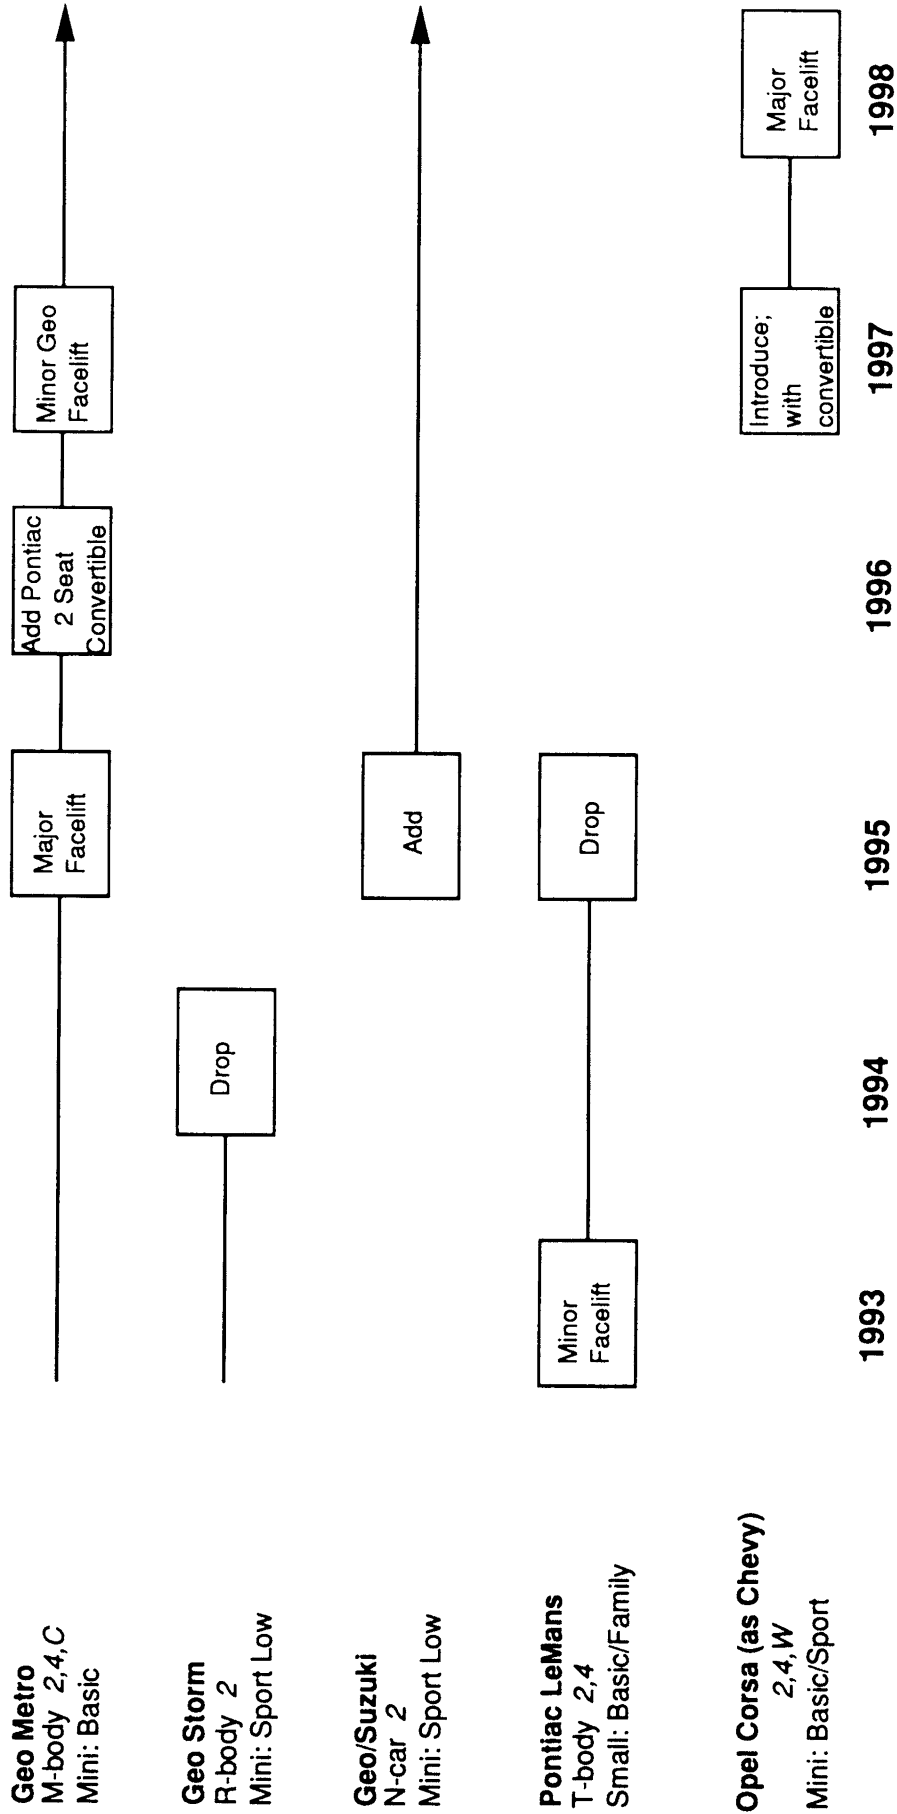 Geo Metro
M-body 2,4,C
Mini: Basic
Major
Facelift
Add Pontiac
2 Seat
Convertible
Minor Geo
Facelift
Geo Storm
R-body 2
Mini: Sport Low
Drop
Geo/Suzuki
N-car 2
Mini: Sport Low
Add
Pontiac LeMans
T-body 2,4
Small: Basic/Family
Minor
Facelift
Drop
Opel Corsa (as Chevy)
2,4,W
Mini: Basic/Sport
Introduce;
with
convertible
Major
Facelift
1993 1994 1995 1996 1997 1998